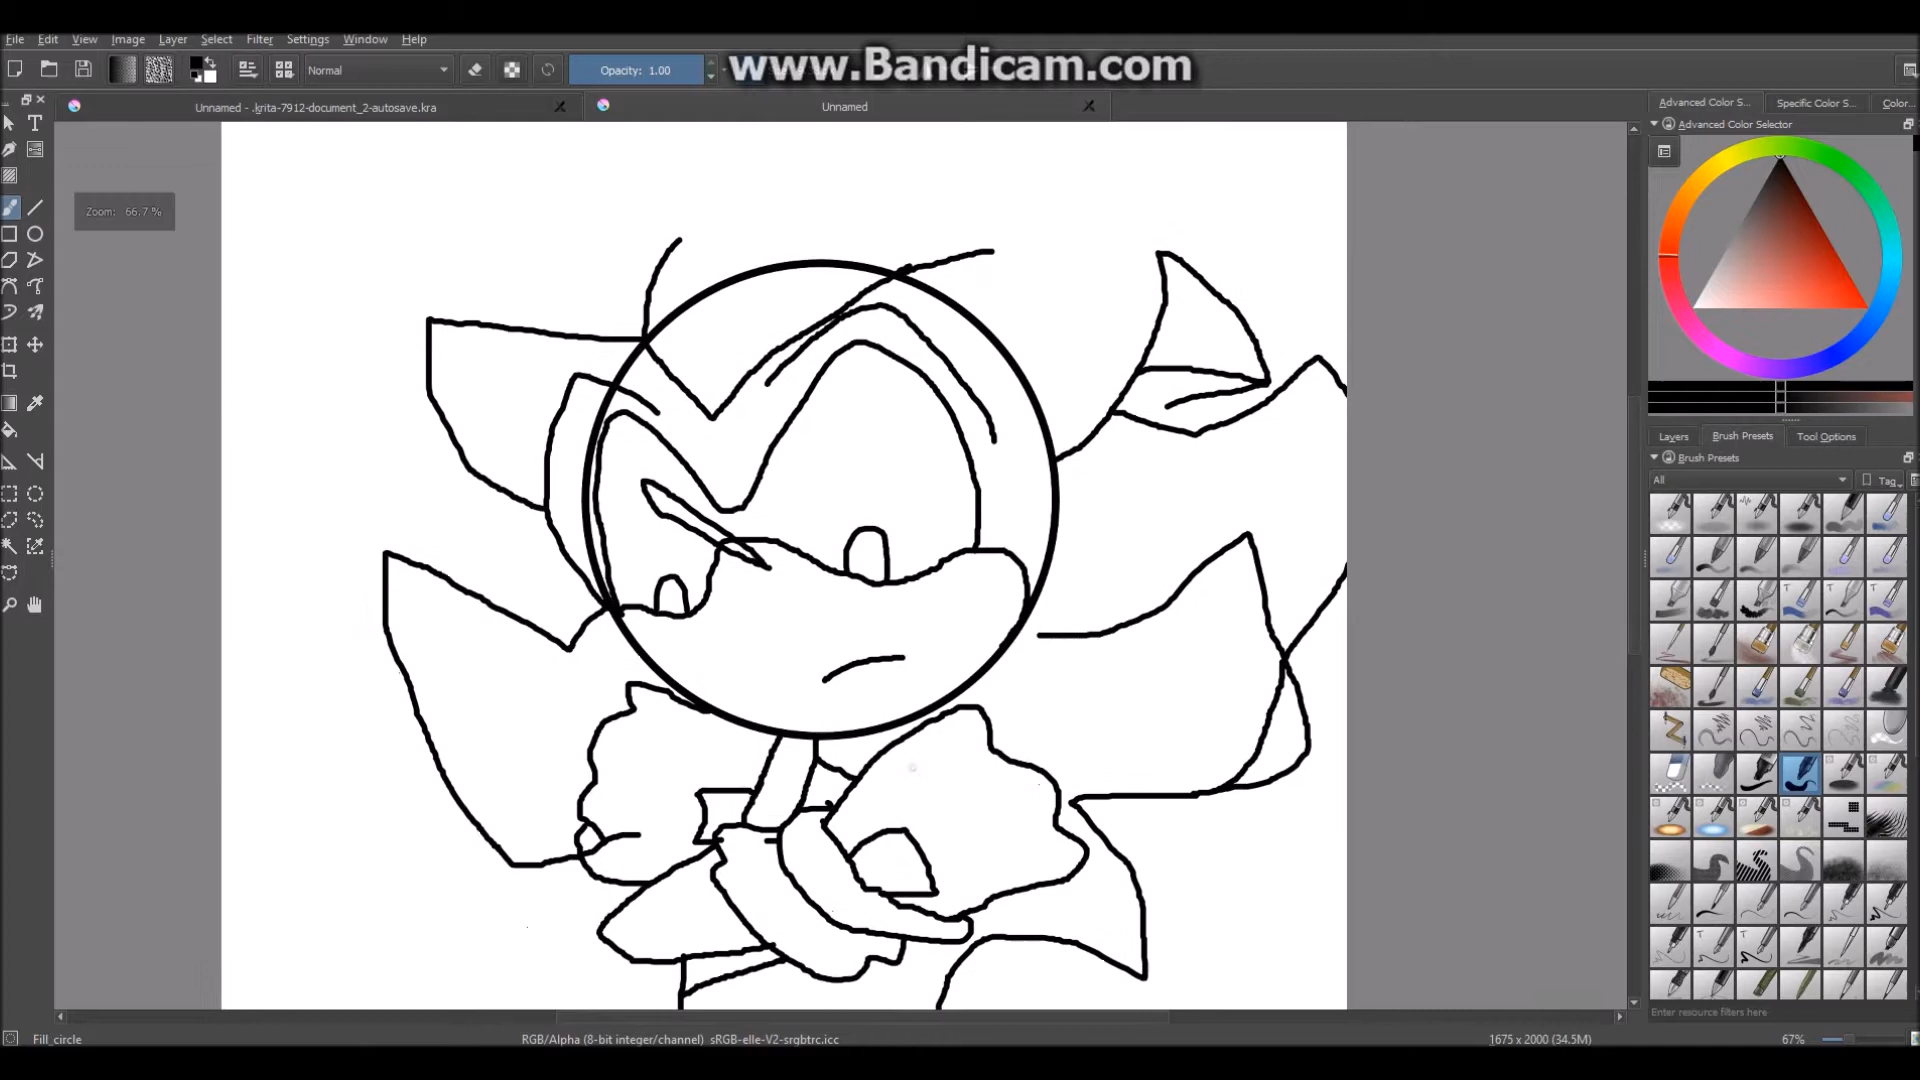 File Edit View Image Layer Select Filter Settings Window Help
Normal
Opacity: 1.00
www.Bandicam.com
Unnamed - .krita-7912-document_2-autosave.kra
Unnamed
Advanced Color S...
Specific Color S...
Color...
Advanced Color Selector
Zoom: 66.7 %
Layers
Brush Presets
Tool Options
Brush Presets
All
Tag
Enter resource filters here
Fill_circle
RGB/Alpha (8-bit integer/channel) sRGB-elle-V2-srgbtrc.icc
1675 x 2000 (34.5M)
67%